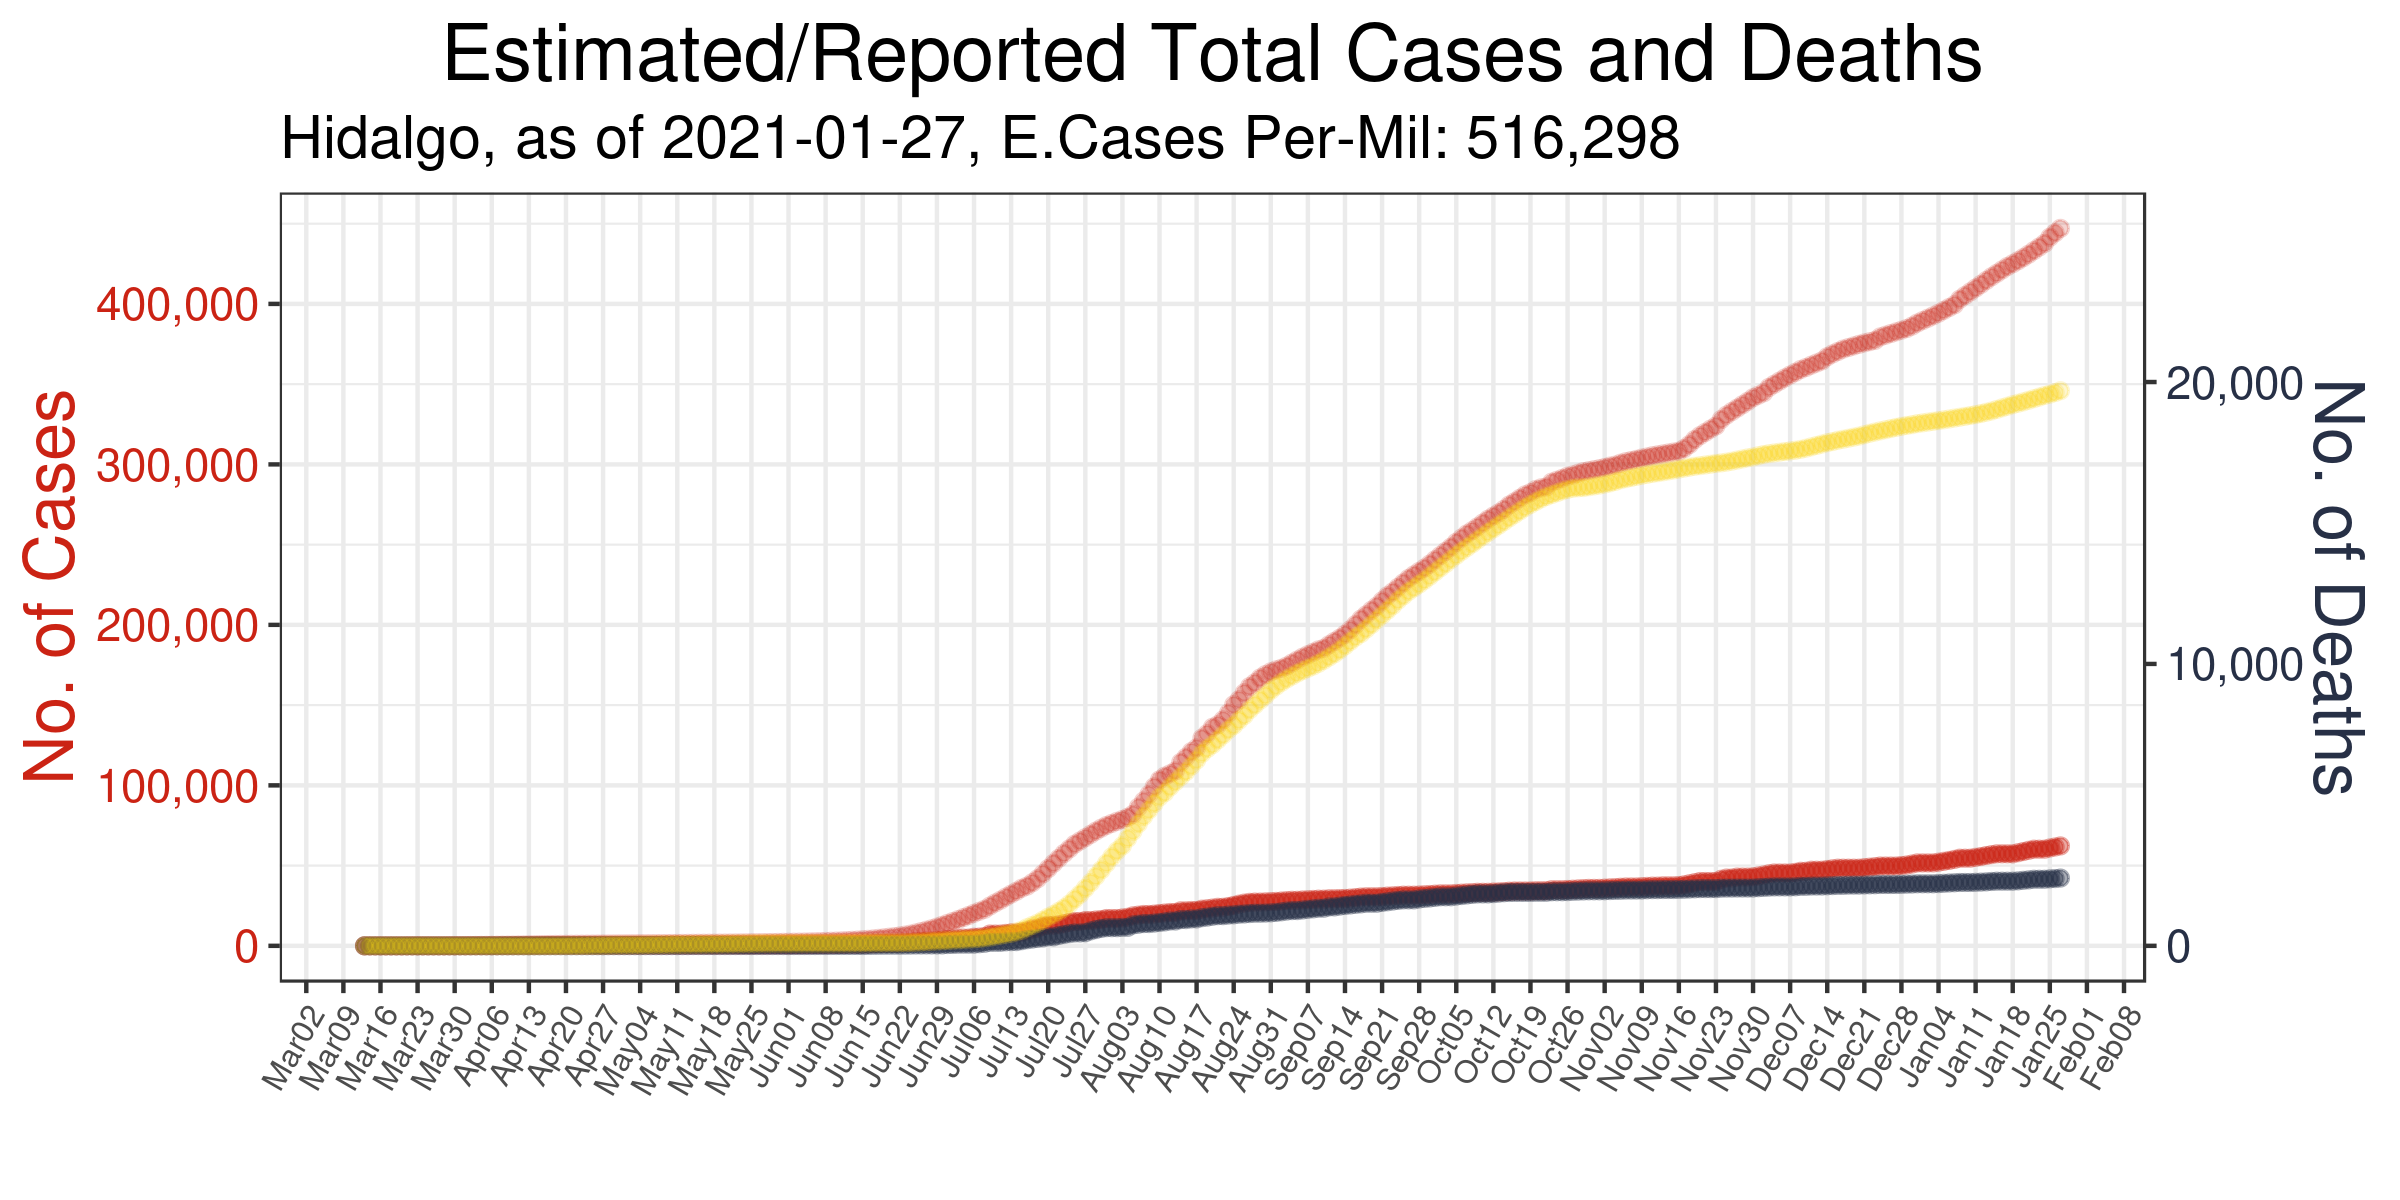 Estimated/Reported Total Cases and Deaths
Hidalgo, as of 2021-01-27, E.Cases Per-Mil: 516,298
No. of Cases
400,000
300,000
200,000
100,000
0
20,000
10,000
0
No. of Deaths
Mar02
Mar09
Mar16
Mar23
Mar30
Apr06
Apr13
Apr20
Apr27
May04
May11
May18
May25
Jun01
Jun08
Jun15
Jun22
Jun29
Jul06
Jul13
Jul20
Jul27
Aug03
Aug10
Aug17
Aug24
Aug31
Sep07
Sep14
Sep21
Sep28
Oct05
Oct12
Oct19
Oct26
Nov02
Nov09
Nov16
Nov23
Nov30
Dec07
Dec14
Dec21
Dec28
Jan04
Jan11
Jan18
Jan25
Feb01
Feb08